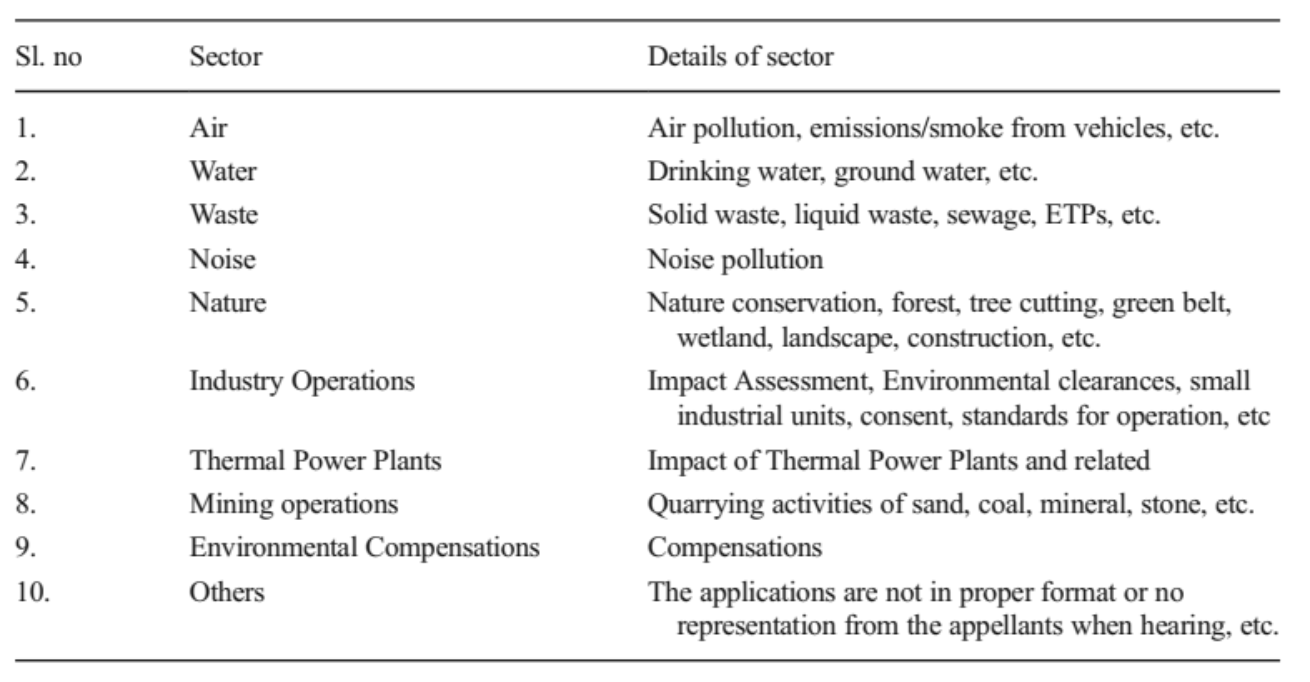 Sl. no Sector Details of sector
1. Air Air pollution, emissions/smoke from vehicles, etc.
2. Water Drinking water, ground water, etc.
3. Waste Solid waste, liquid waste, sewage, ETPs, etc.
4. Noise Noise pollution
5. Nature Nature conservation, forest, tree cutting, green belt,
wetland, landscape, construction, etc.
6. Industry Operations Impact Assessment, Environmental clearances, small
industrial units, consent, standards for operation, etc
7. Thermal Power Plants Impact of Thermal Power Plants and related
8. Mining operations Quarrying activities of sand, coal, mineral, stone, etc.
9. Environmental Compensations Compensations
10. Others The applications are not in proper format or no
representation from the appellants when hearing, etc.